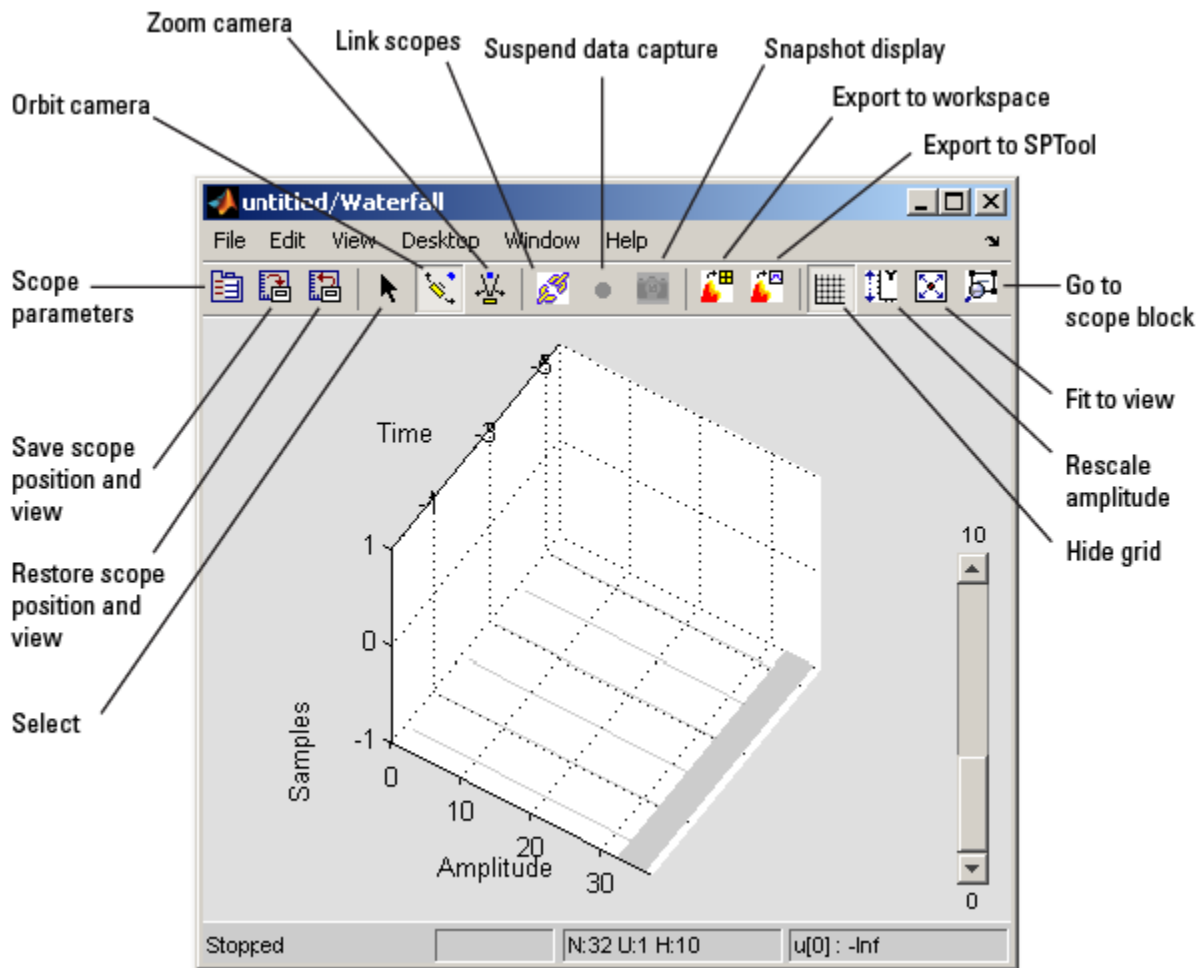 Zoom camera
Link scopes
Suspend data capture
Snapshot display
Orbit camera
Export to workspace
Export to SPTool
untitled/Waterfall
File Edit View Desktop Window Help
Scope
parameters
Go to
scope block
Save scope
position and
view
Restore scope
position and
view
Select
Fit to view
Rescale
amplitude
Hide grid
Time
-5
-3
-1
1
0
-1
Samples
0
10
20
30
Amplitude
10
0
Stopped
N:32 U:1 H:10
u[0] : -Inf